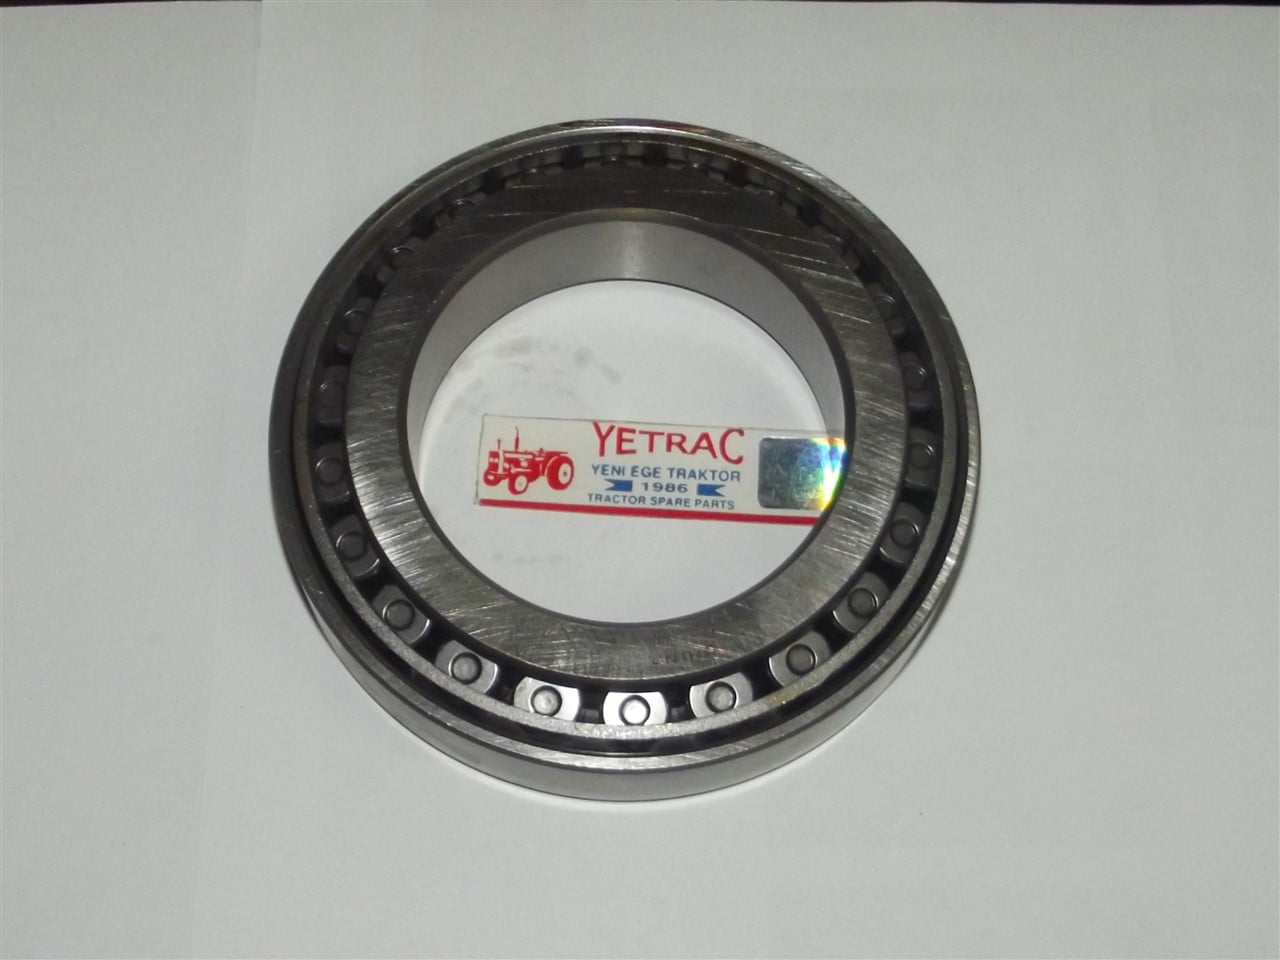 YETRAC
YENI EGE TRAKTOR
1986
TRACTOR SPARE PARTS